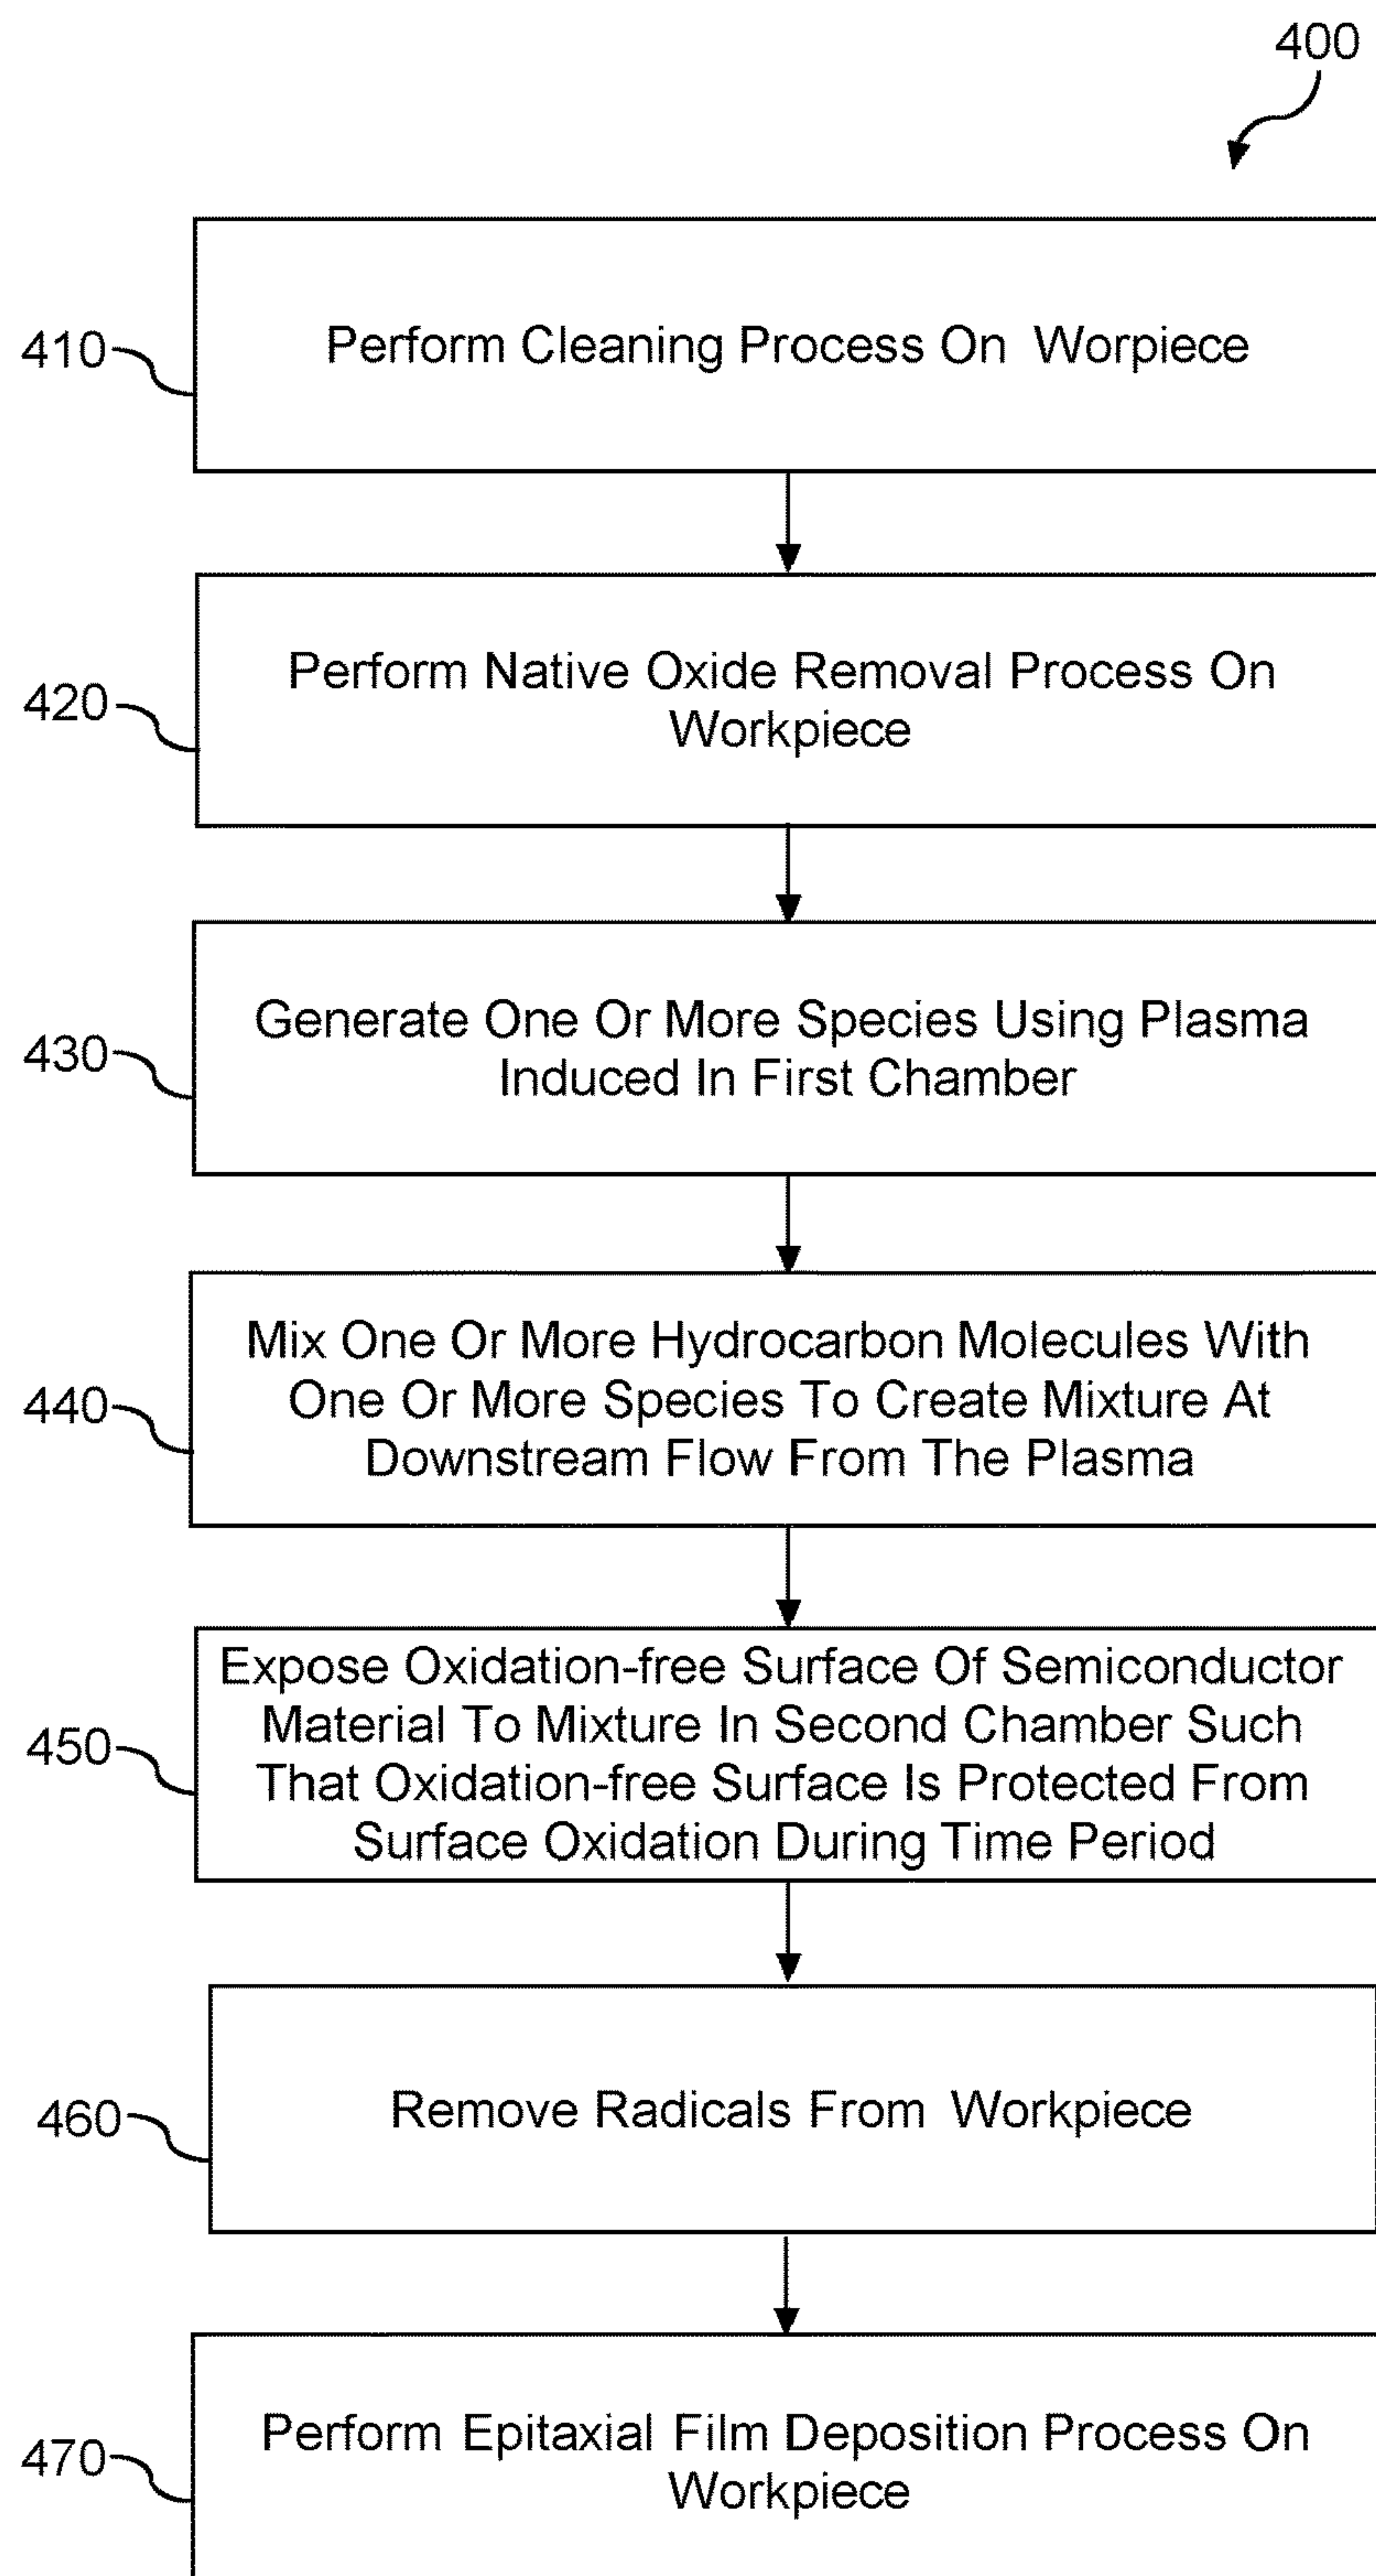 400
410
Perform Cleaning Process On Worpiece
420
Perform Native Oxide Removal Process On
Workpiece
430
Generate One Or More Species Using Plasma
Induced In First Chamber
440
Mix One Or More Hydrocarbon Molecules With
One Or More Species To Create Mixture At
Downstream Flow From The Plasma
450
Expose Oxidation-free Surface Of Semiconductor
Material To Mixture In Second Chamber Such
That Oxidation-free Surface Is Protected From
Surface Oxidation During Time Period
460
Remove Radicals From Workpiece
470
Perform Epitaxial Film Deposition Process On
Workpiece